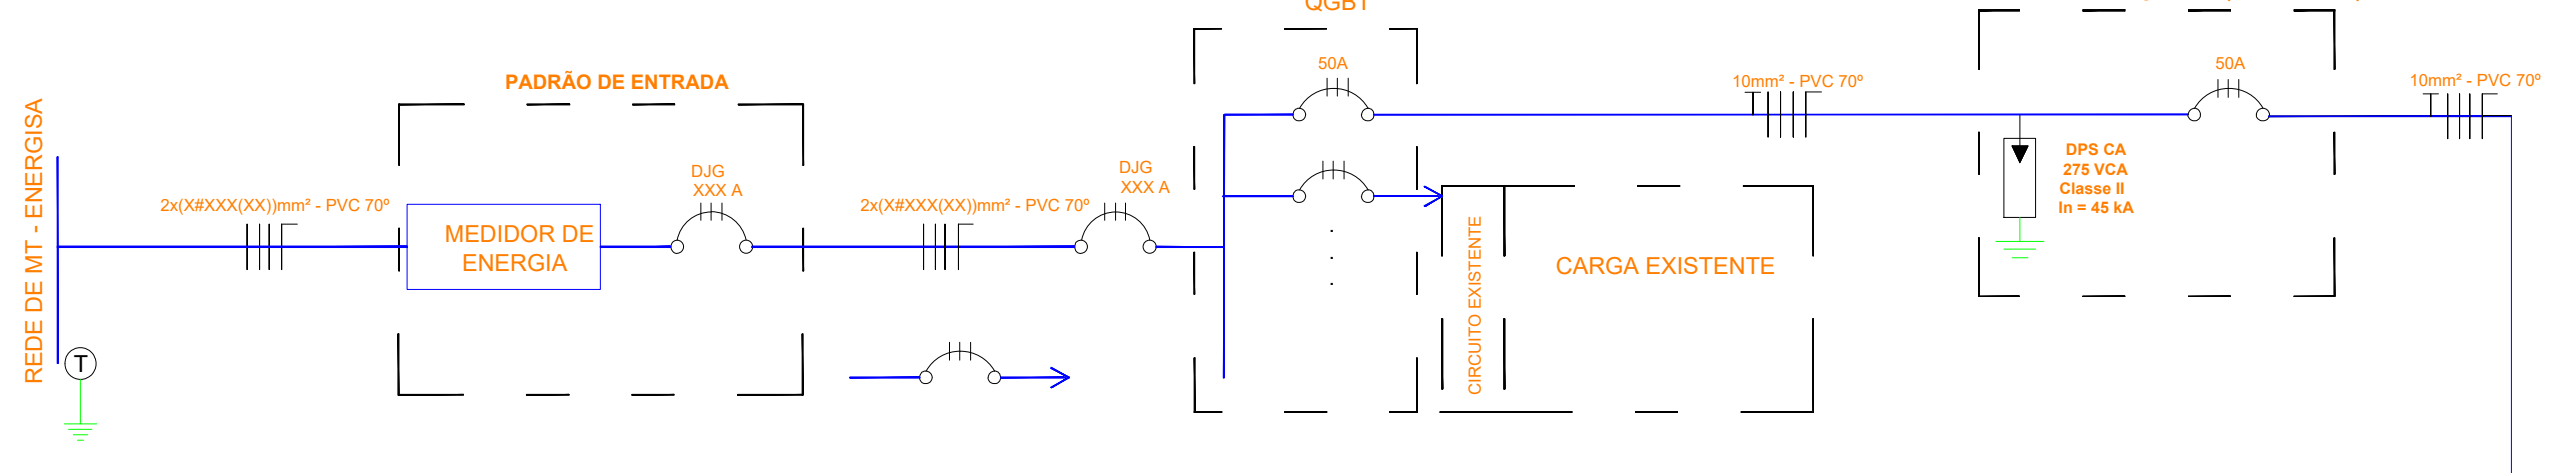 QGBT
REDE DE MT - ENERGISA
2x(X#XXX(XX))mm² - PVC 70º
PADRÃO DE ENTRADA
MEDIDOR DE
ENERGIA
DJG
XXX A
2x(X#XXX(XX))mm² - PVC 70º
DJG
XXX A
50A
CIRCUITO EXISTENTE
CARGA EXISTENTE
10mm² - PVC 70º
50A
DPS CA
275 VCA
Classe II
In = 45 kA
10mm² - PVC 70º
T